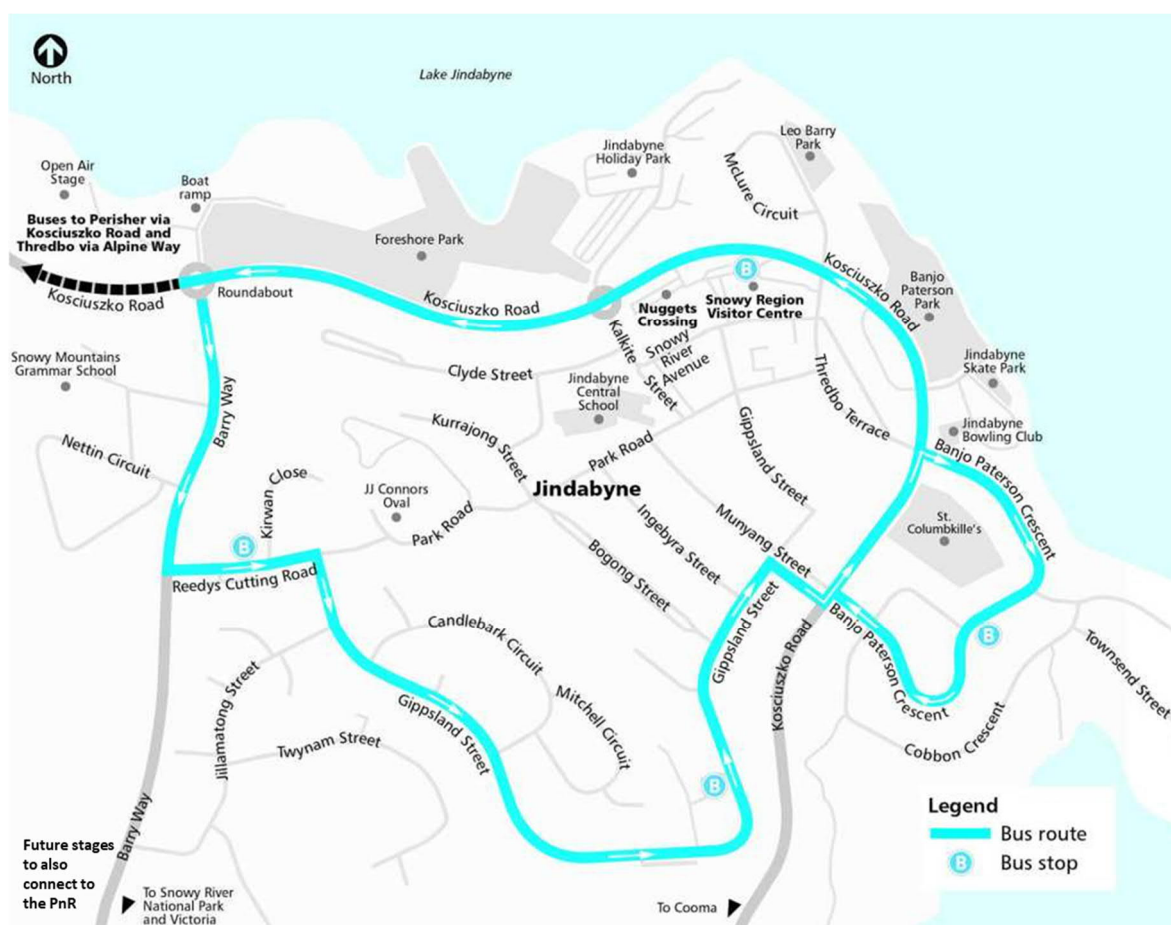 North
Lake Jindabyne
Leo Barry
Park
Jindabyne
Holiday Park
McLure Circuit
Open Air
Stage
Boat
ramp
Buses to Perisher via
Kosciuszko Road and
Thredbo via Alpine Way
Foreshore Park
Kosciuszko Road
Roundabout
Kosciuszko Road
Kosciuszko Road
Banjo
Paterson
Park
Nuggets
Crossing
B
Snowy Region
Visitor Centre
Snowy Mountains
Grammar School
Clyde Street
Kalkite
Street
Snowy
River
Avenue
Jindabyne
Central
School
Thredbo Terrace
Jindabyne
Skate Park
Jindabyne
Bowling Club
Barry Way
Nettin Circuit
Kurrajong Street
Park Road
Gippsland Street
Banjo Paterson Crescent
Kirwan Close
JJ Connors
Oval
Park Road
Jindabyne
Ingebyra Street
Munyang Street
St.
Columbkille's
B
Reedys Cutting Road
Bogong Street
Gippsland Street
Kosciuszko Road
Banjo Paterson Crescent
B
Townsend Street
Cobbon Crescent
Candlebark Circuit
Mitchell Circuit
Gippsland Street
Jillamatong Street
Twynam Street
B
Barry Way
Future stages
to also
connect to
the PnR
To Snowy River
National Park
and Victoria
To Cooma
Legend
Bus route
B Bus stop